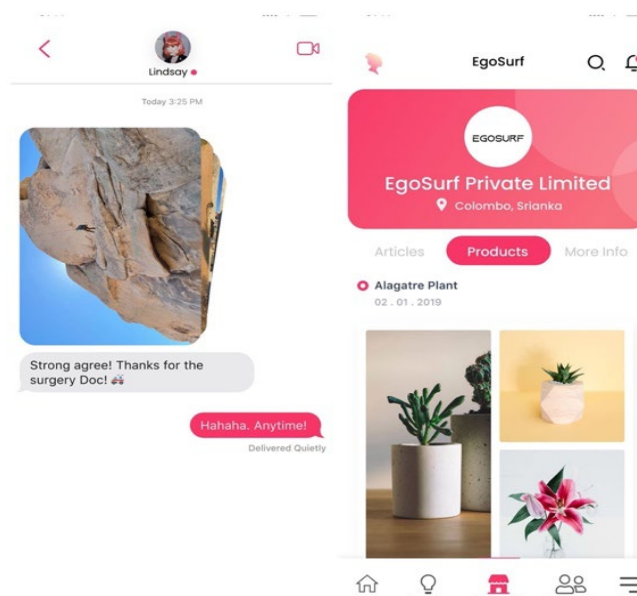 Lindsay
Today 3:25 PM
Strong agree! Thanks for the
surgery Doc! 🚑
Hahaha. Anytime!
Delivered Quietly
EgoSurf
EGOSURF
EgoSurf Private Limited
Colombo, Srianka
Articles
Products
More Info
Alagatre Plant
02 . 01 . 2019